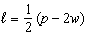 ℓ = 1/2 (p − 2w)